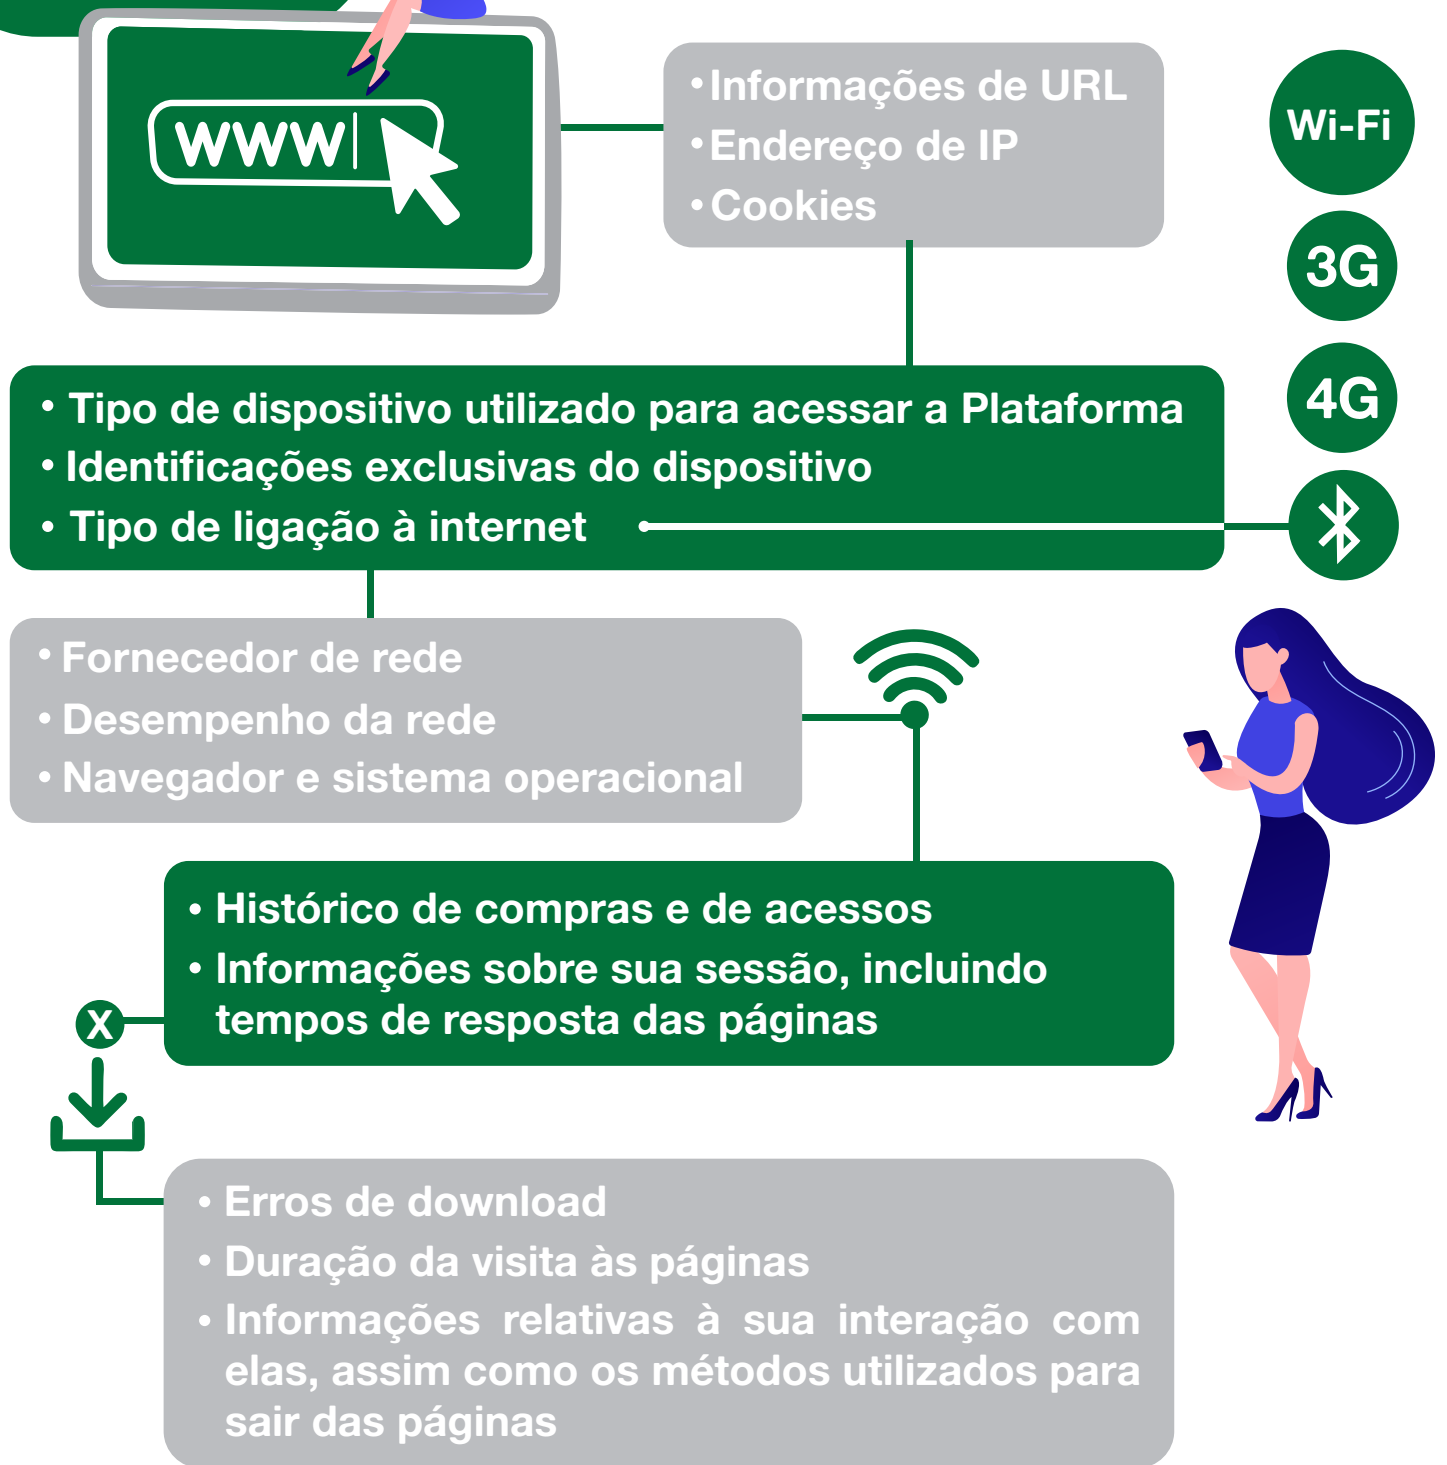 www
• Informações de URL
• Endereço de IP
• Cookies
Wi-Fi
3G
4G
• Tipo de dispositivo utilizado para acessar a Plataforma
• Identificações exclusivas do dispositivo
• Tipo de ligação à internet
• Fornecedor de rede
• Desempenho da rede
• Navegador e sistema operacional
• Histórico de compras e de acessos
• Informações sobre sua sessão, incluindo
tempos de resposta das páginas
X
• Erros de download
• Duração da visita às páginas
• Informações relativas à sua interação com
elas, assim como os métodos utilizados para
sair das páginas